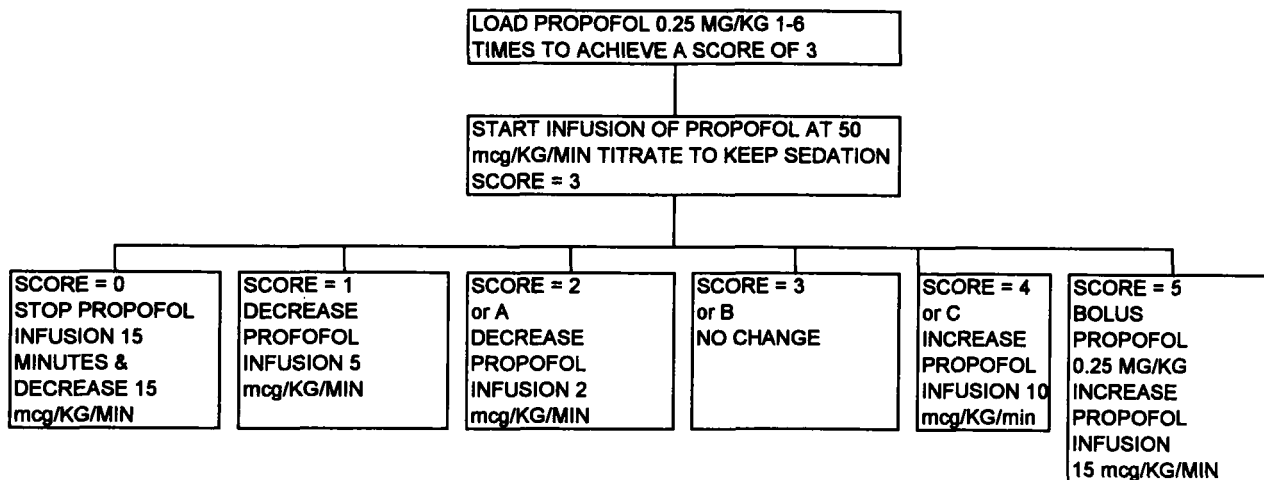 LOAD PROPOFOL 0.25 MG/KG 1-6
TIMES TO ACHIEVE A SCORE OF 3
START INFUSION OF PROPOFOL AT 50
mcg/KG/MIN TITRATE TO KEEP SEDATION
SCORE = 3
SCORE = 0
STOP PROPOFOL
INFUSION 15
MINUTES &
DECREASE 15
mcg/KG/MIN
SCORE = 1
DECREASE
PROFOFOL
INFUSION 5
mcg/KG/MIN
SCORE = 2
or A
DECREASE
PROPOFOL
INFUSION 2
mcg/KG/MIN
SCORE = 3
or B
NO CHANGE
SCORE = 4
or C
INCREASE
PROPOFOL
INFUSION 10
mcg/KG/min
SCORE = 5
BOLUS
PROPOFOL
0.25 MG/KG
INCREASE
PROPOFOL
INFUSION
15 mcg/KG/MIN